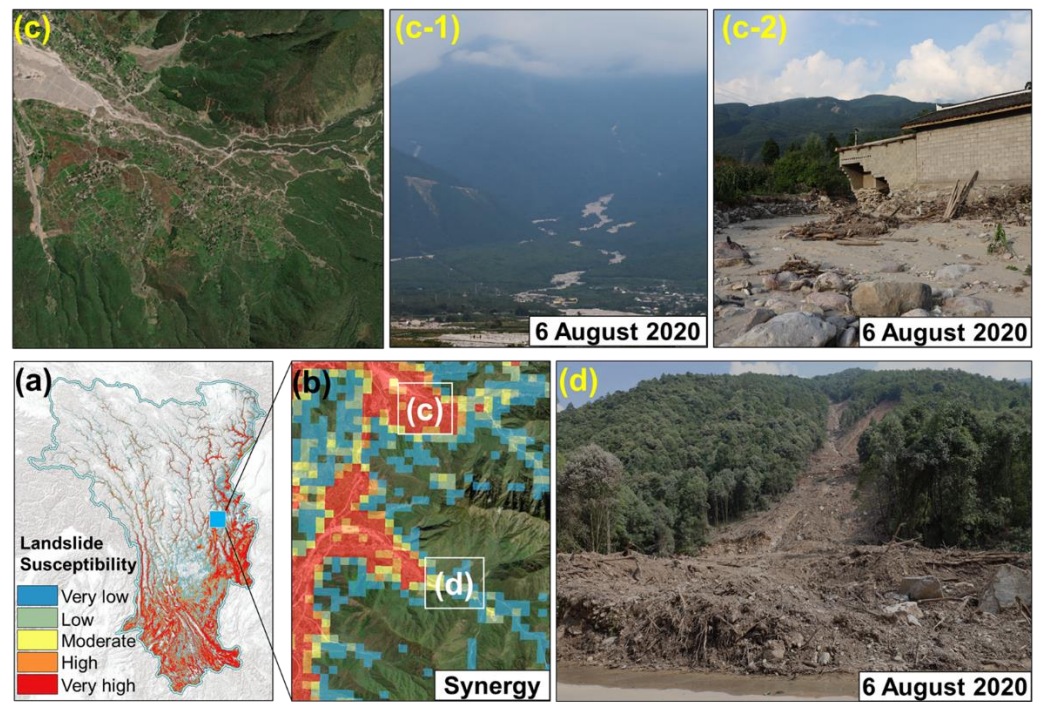 (c)
(c-1)
6 August 2020
(c-2)
6 August 2020
(a)
Landslide
Susceptibility
Very low
Low
Moderate
High
Very high
(b)
(c)
(d)
Synergy
(d)
6 August 2020